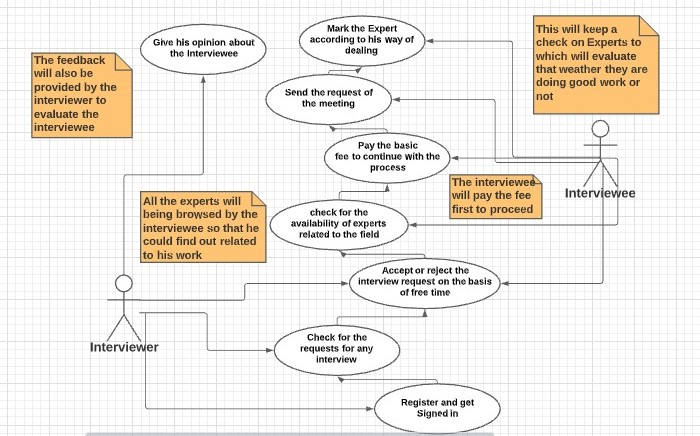 Mark the Expert
according to his way of
dealing
This will keep a
check on Experts to
which will evaluate
that weather they are
doing good work or
not
Give his opinion about
the Interviewee
The feedback
will also be
provided by the
interviewer to
evaluate the
interviewee
Send the request of
the meeting
Pay the basic
fee to continue with the
process
Interviewee
The interviewee
will pay the fee
first to proceed
All the experts will
being browsed by the
interviewee so that he
could find out related
to his work
check for the
availability of experts
related to the field
Accept or reject the
interview request on the basis
of free time
Interviewer
Check for the
requests for any
interview
Register and get
Signed in